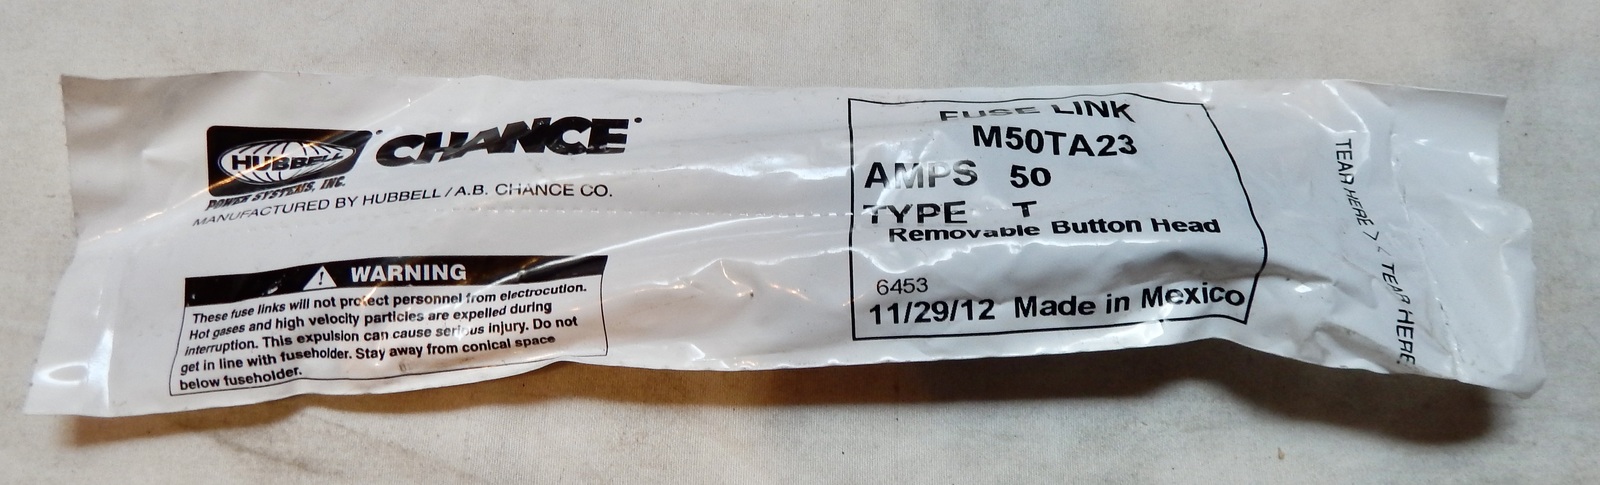 HUBBELL
POWER SYSTEMS, INC.
CHANCE®
MANUFACTURED BY HUBBELL / A.B. CHANCE CO.
WARNING
These fuse links will not protect personnel from electrocution.
Hot gases and high velocity particles are expelled during
interruption. This expulsion can cause serious injury. Do not
get in line with fuseholder. Stay away from conical space
below fuseholder.
FUSE LINK
M50TA23
AMPS 50
TYPE T
Removable Button Head
6453
11/29/12 Made in Mexico
TEAR HERE >
< TEAR HERE